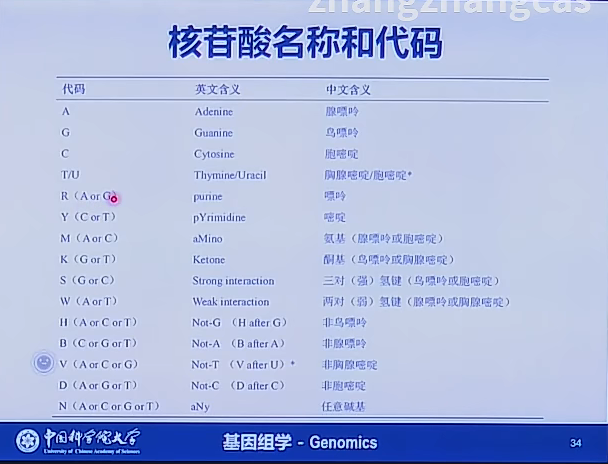 zhangzhangcas
核苷酸名称和代码
代码 英文含义 中文含义
A Adenine 腺嘌呤
G Guanine 鸟嘌呤
C Cytosine 胞嘧啶
T/U Thymine/Uracil 胸腺嘧啶/胞嘧啶*
R（A or G） purine 嘌呤
Y（C or T） pYrimidine 嘧啶
M（A or C） aMino 氨基（腺嘌呤或胞嘧啶）
K（G or T） Ketone 酮基（鸟嘌呤或胸腺嘧啶）
S（G or C） Strong interaction 三对（强）氢键（鸟嘌呤或胞嘧啶）
W（A or T） Weak interaction 两对（弱）氢键（腺嘌呤或胸腺嘧啶）
H（A or C or T） Not-G （H after G） 非鸟嘌呤
B（C or G or T） Not-A （B after A） 非腺嘌呤
V（A or C or G） Not-T （V after U）* 非胸腺嘧啶
D（A or G or T） Not-C （D after C） 非胞嘧啶
N（A or C or G or T） aNy 任意碱基
中国科学院大学
University of Chinese Academy of Sciences
基因组学 - Genomics
34